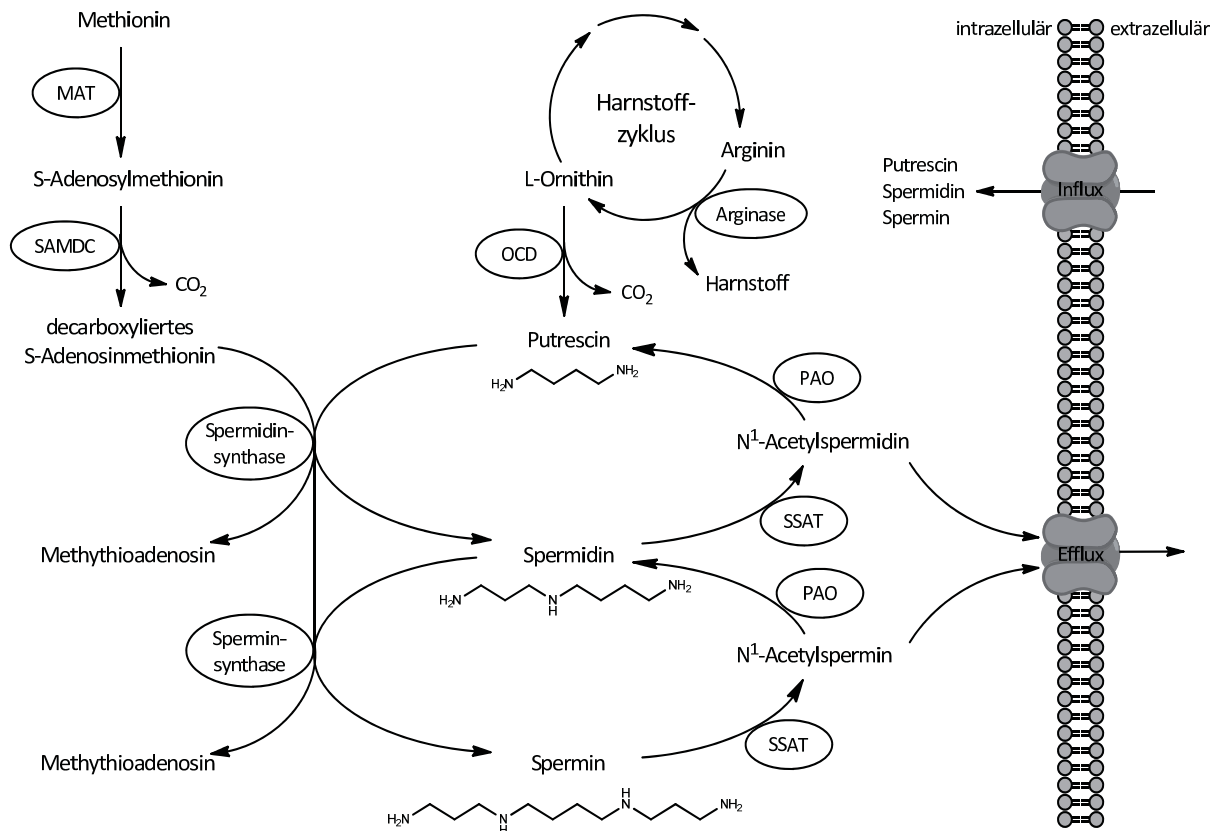 Methionin
MAT
S-Adenosylmethionin
SAMDC
CO2
decarboxyliertes
S-Adenosinmethionin
Harnstoff-
zyklus
Arginin
L-Ornithin
Arginase
OCD
CO2
Harnstoff
Putrescin
H2N
NH2
PAO
N1-Acetylspermidin
Spermidin-
synthase
SSAT
Methythioadenosin
Spermidin
H2N
N
H
NH2
PAO
N1-Acetylspermin
Spermin-
synthase
SSAT
Methythioadenosin
Spermin
H2N
N
H
H
N
NH2
intrazellulär
extrazellulär
Putrescin
Spermidin
Spermin
Influx
Efflux